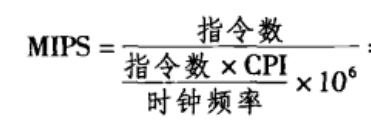 MIPS = 指令数
指令数 × CPI
时钟频率 × 10⁶ =